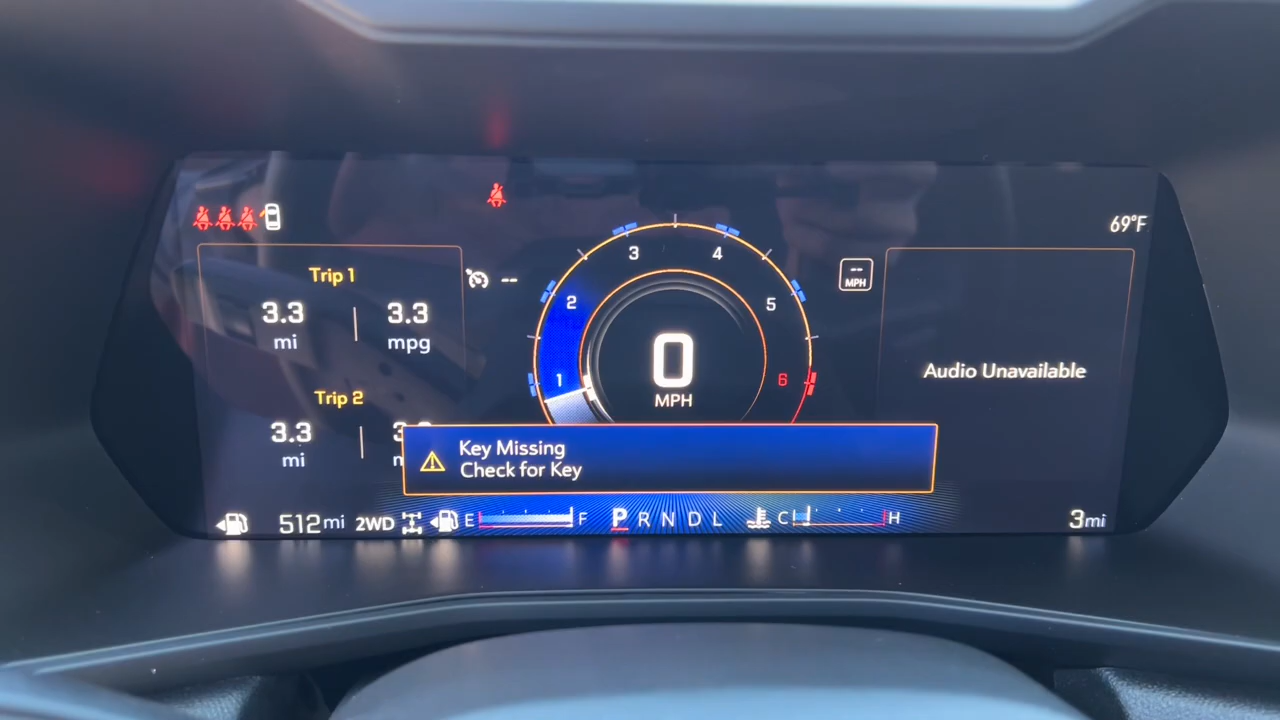 69°F
Trip 1
3.3 mi
3.3 mpg
Trip 2
3.3 mi
--
-- MPH
1 2 3 4 5 6
0
MPH
Audio Unavailable
Key Missing
Check for Key
512 mi
2WD
E F
P R N D L
C H
3 mi